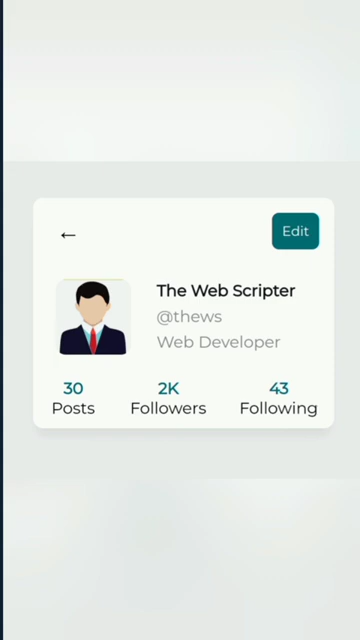 ←
Edit
The Web Scripter
@thews
Web Developer
30 2K 43
Posts Followers Following